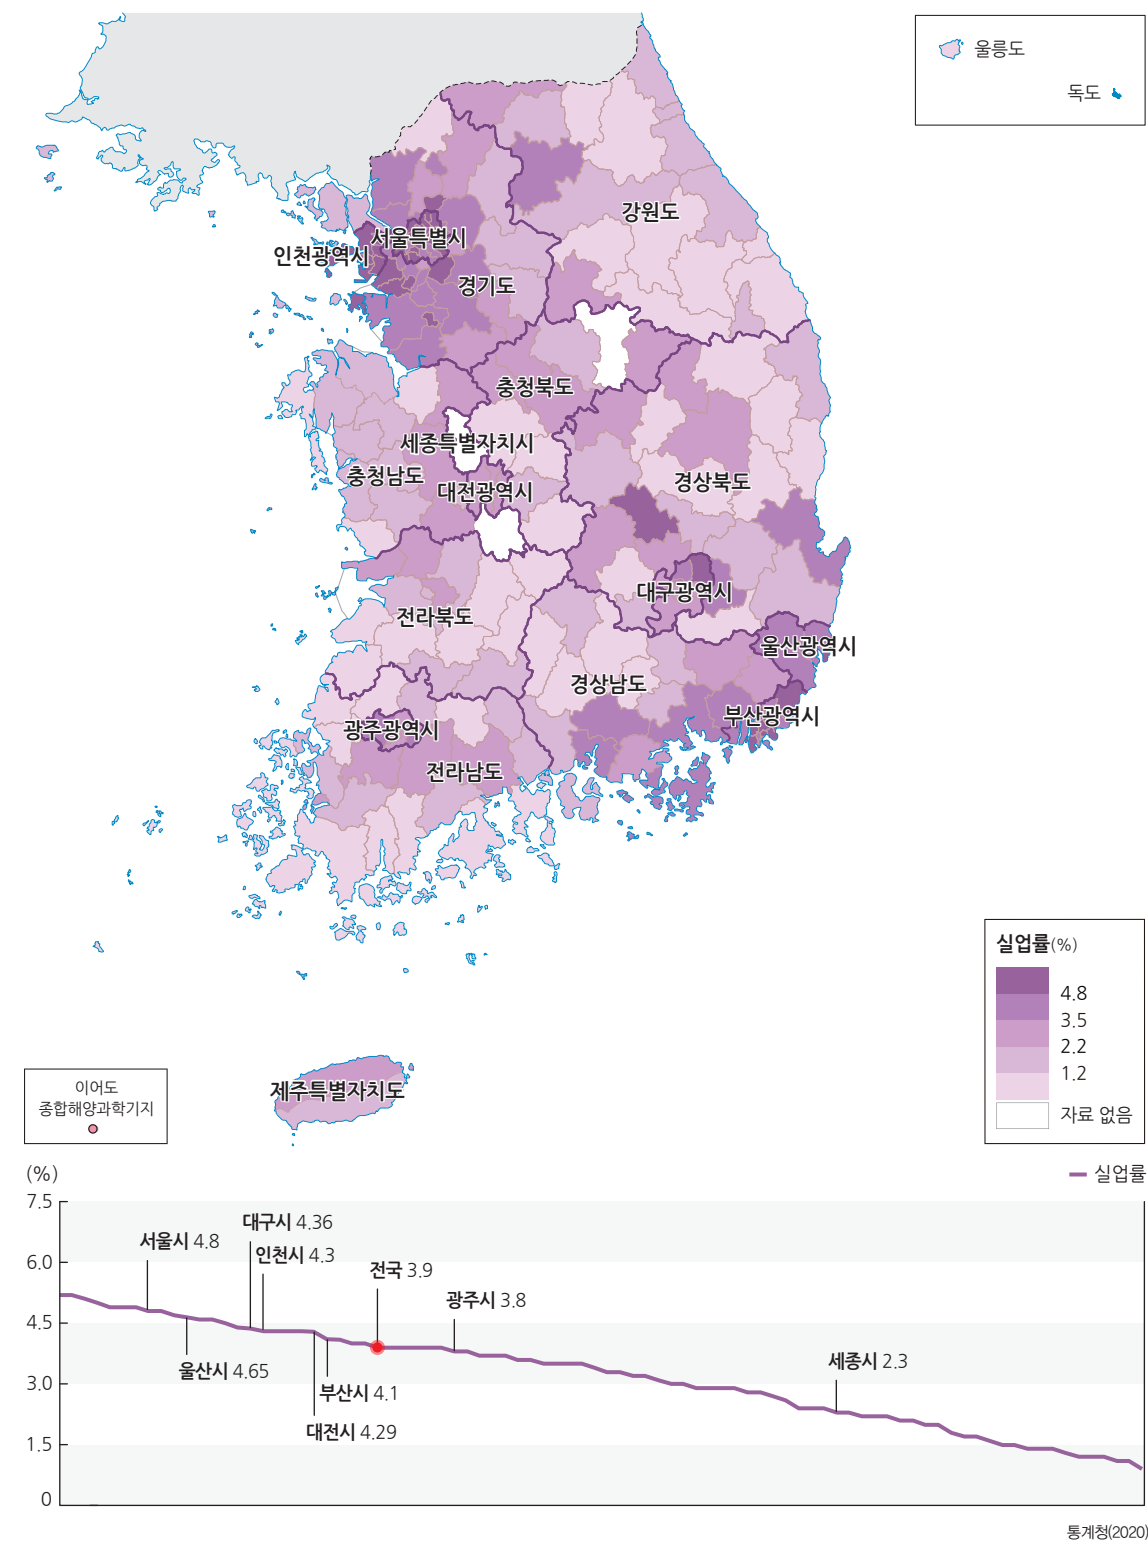 울릉도
독도
강원도
서울특별시
인천광역시
경기도
충청북도
세종특별자치시
충청남도
경상북도
대전광역시
대구광역시
전라북도
울산광역시
경상남도
부산광역시
광주광역시
전라남도
실업률(%)
4.8
3.5
2.2
1.2
자료 없음
제주특별자치도
이어도
종합해양과학기지
(%)
실업률
7.5
6.0
4.5
3.0
1.5
0
대구시 4.36
서울시 4.8
인천시 4.3
전국 3.9
광주시 3.8
울산시 4.65
부산시 4.1
대전시 4.29
세종시 2.3
통계청(2020)